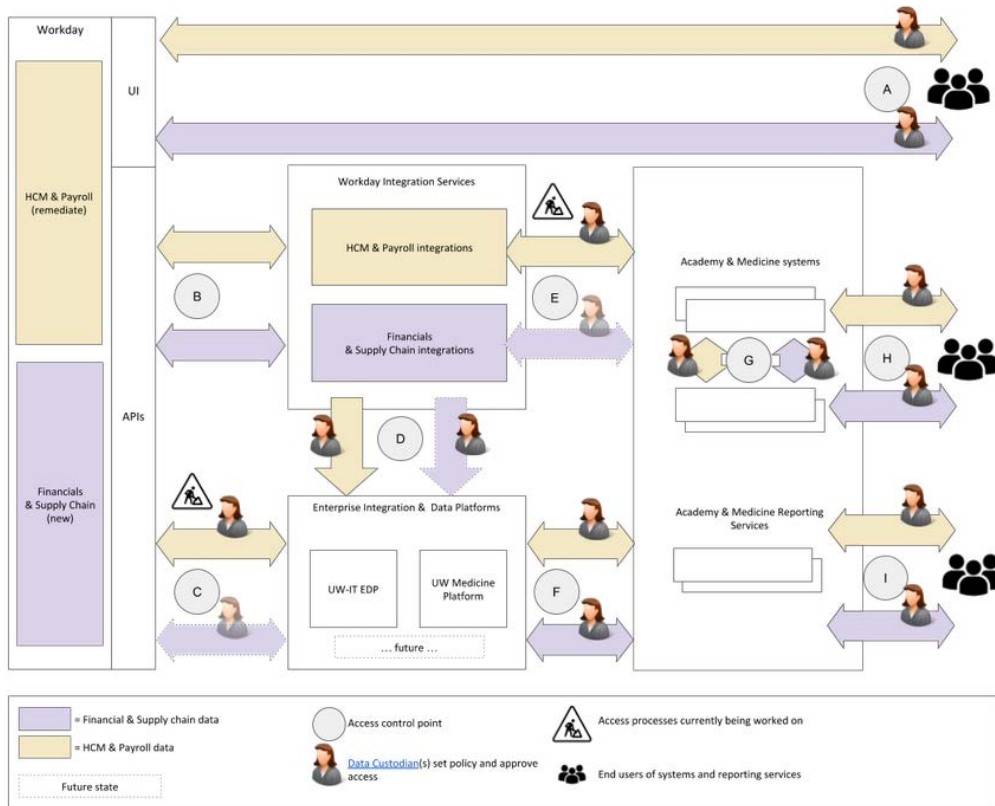 Workday
UI
A
HCM & Payroll
(remediate)
Workday Integration Services
HCM & Payroll integrations
Academy & Medicine systems
B
E
Financials
& Supply Chain integrations
G
H
APIs
D
Financials
& Supply Chain
(new)
Enterprise Integration & Data Platforms
Academy & Medicine Reporting
Services
UW-IT EDP
UW Medicine
Platform
C
F
I
... future ...
= Financial & Supply chain data
Access control point
Access processes currently being worked on
= HCM & Payroll data
Data Custodian(s) set policy and approve
access
End users of systems and reporting services
Future state